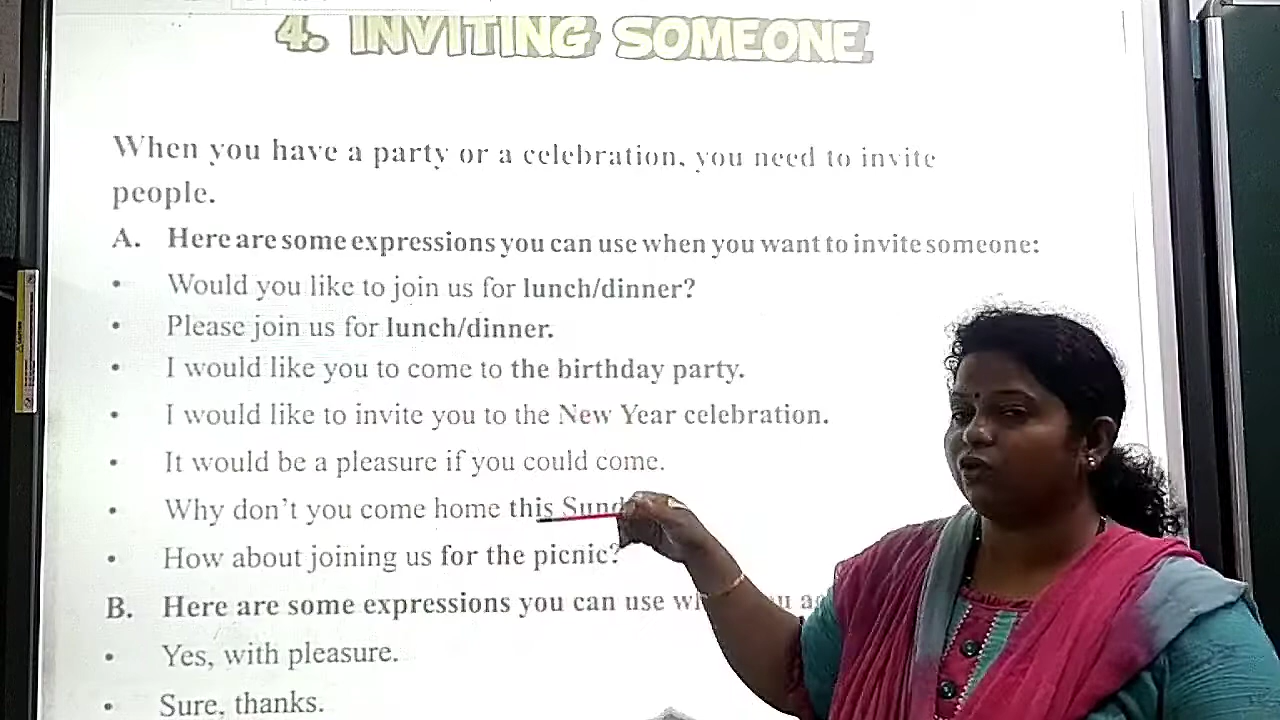 4. INVITING SOMEONE.
When you have a party or a celebration, you need to invite
people.
A. Here are some expressions you can use when you want to invite someone:
• Would you like to join us for lunch/dinner?
• Please join us for lunch/dinner.
• I would like you to come to the birthday party.
• I would like to invite you to the New Year celebration.
• It would be a pleasure if you could come.
• Why don't you come home this
• How about joining us for the picnic?
B. Here are some expressions you can use
• Yes, with pleasure.
• Sure, thanks.